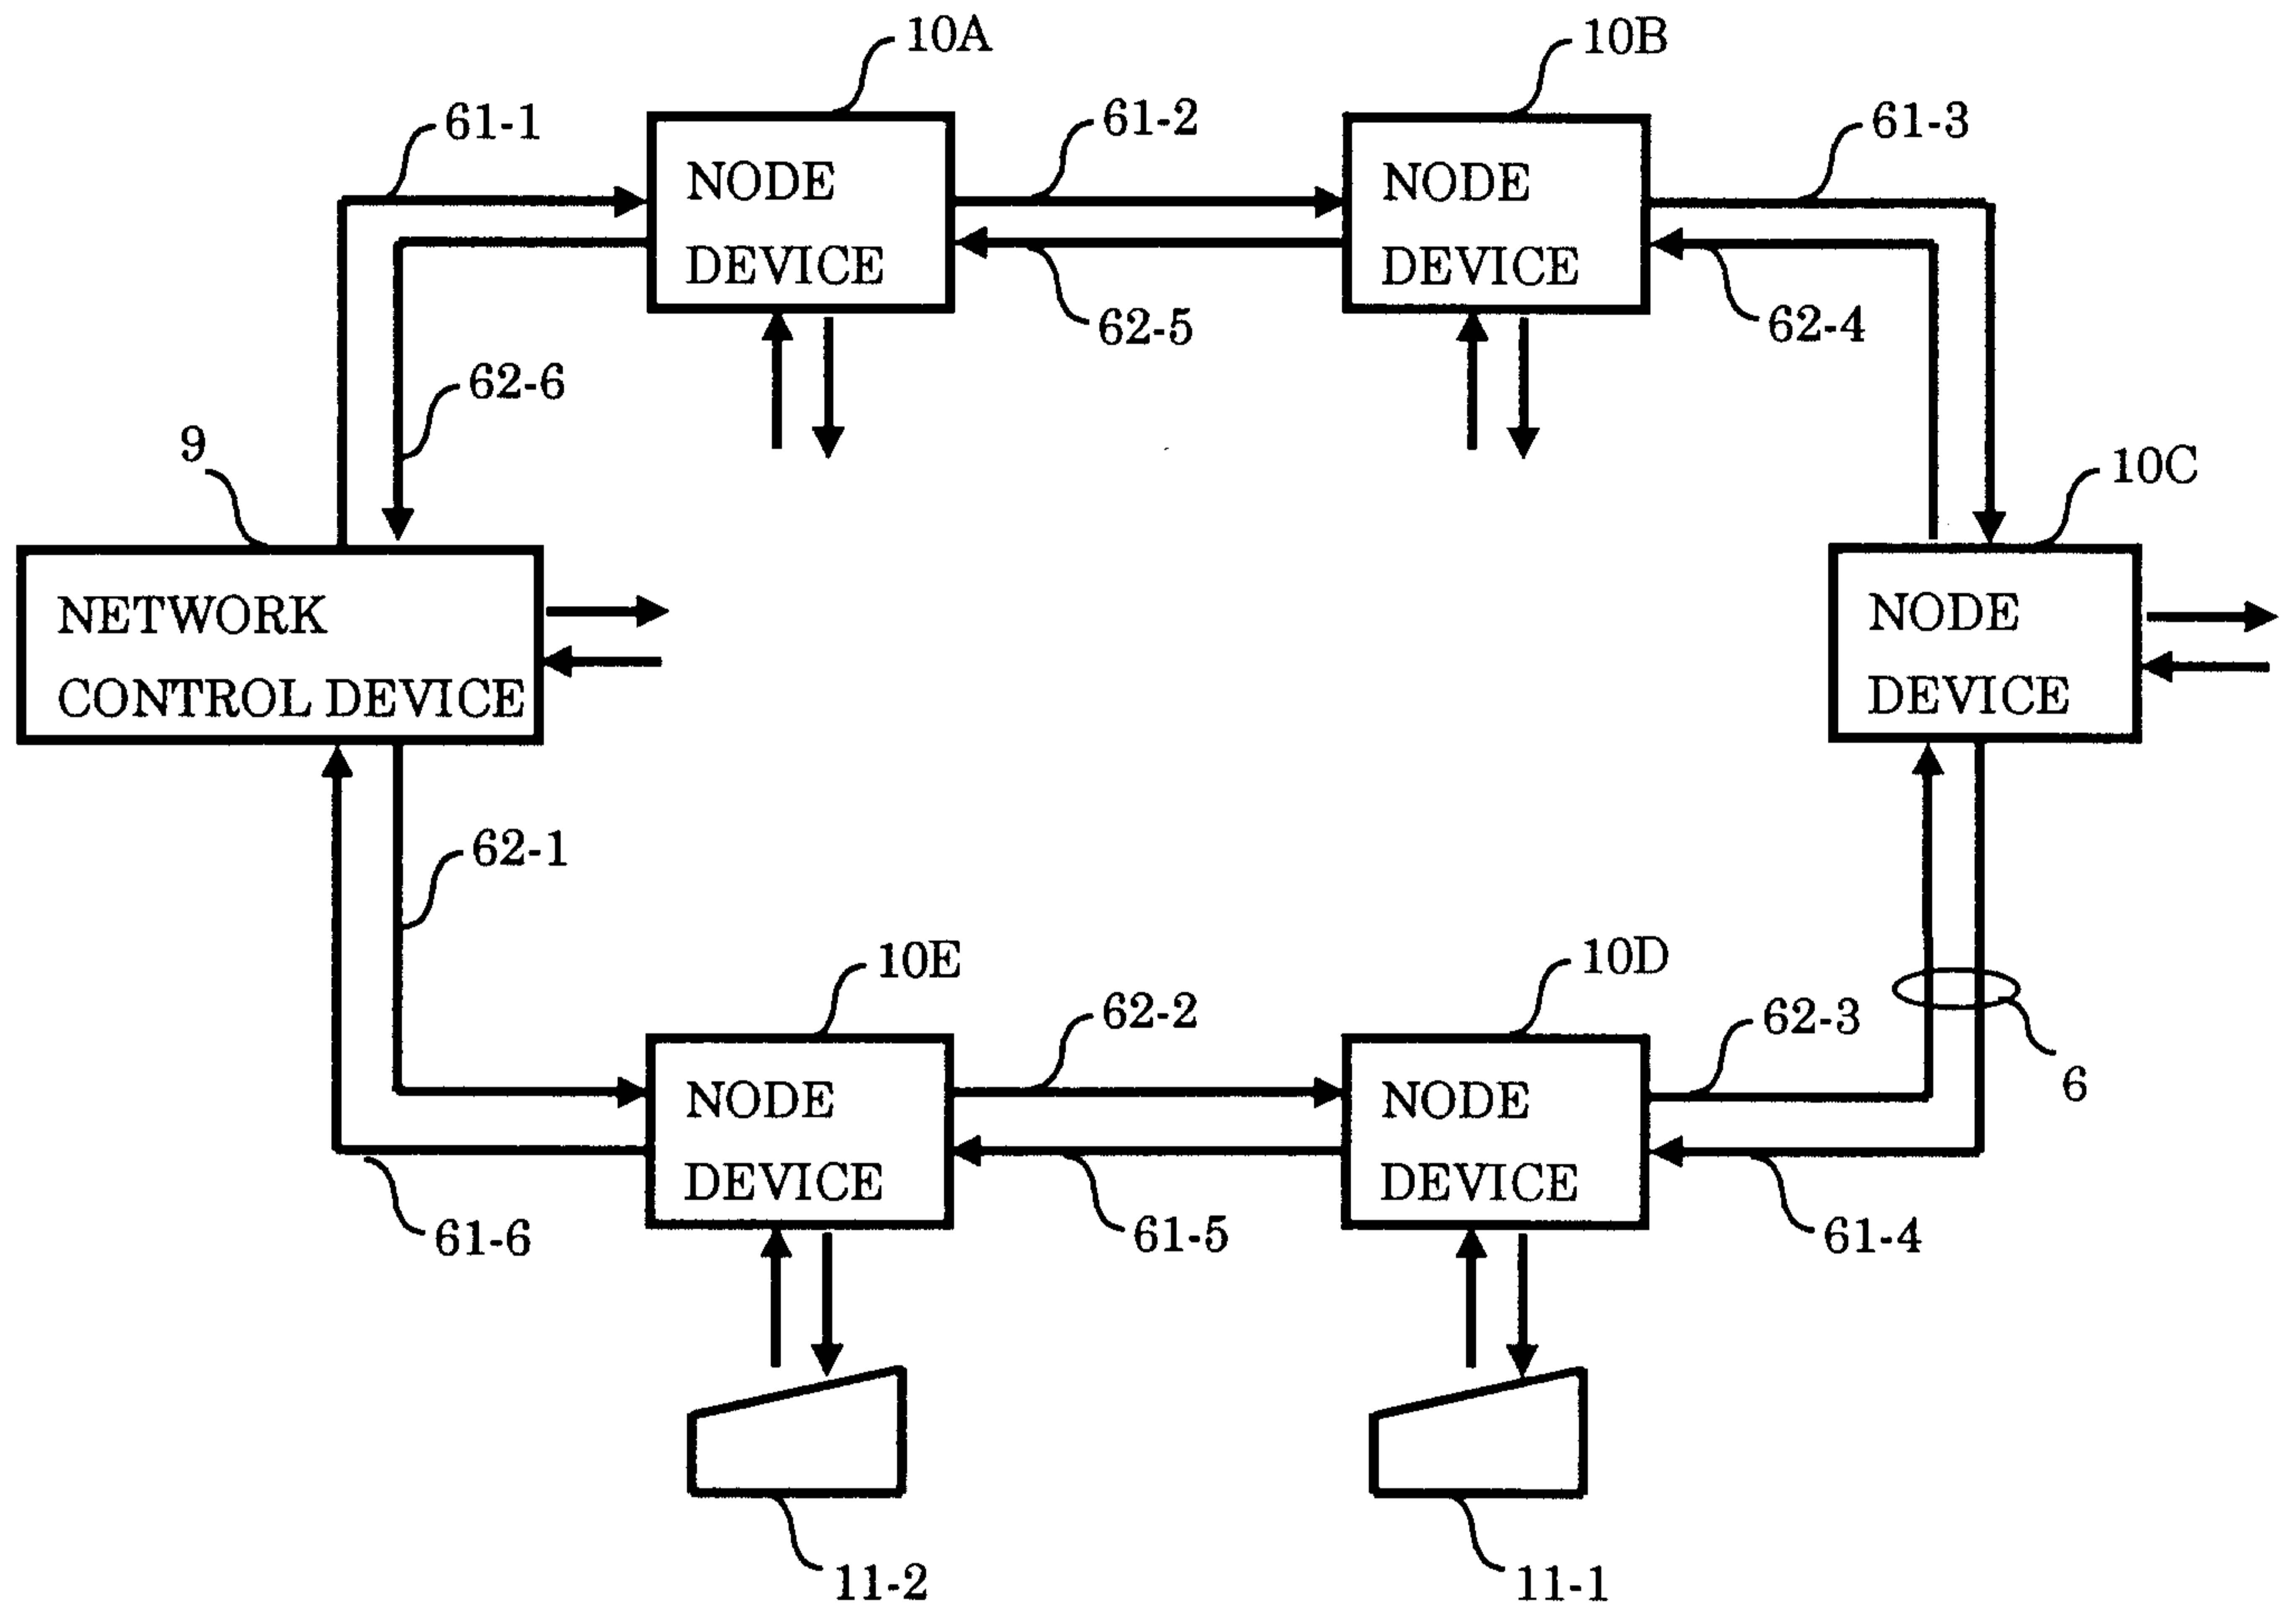 10A
10B
61-1
61-2
61-3
NODE
DEVICE
NODE
DEVICE
62-5
62-4
62-6
9
10C
NETWORK
CONTROL DEVICE
NODE
DEVICE
62-1
10E
10D
62-2
62-3
6
NODE
DEVICE
NODE
DEVICE
61-6
61-5
61-4
11-2
11-1